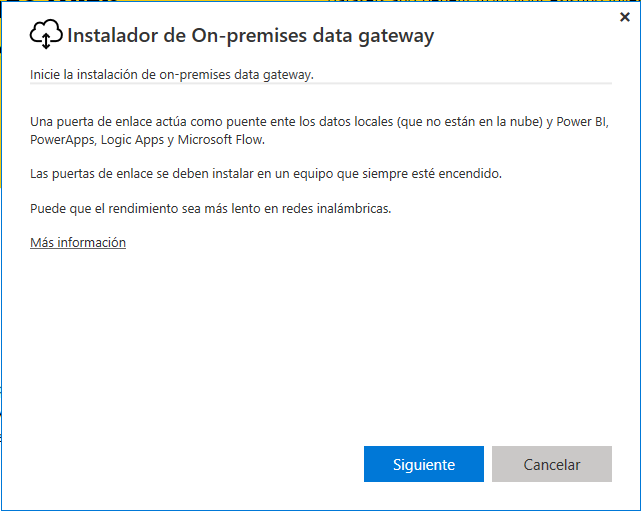 Instalador de On-premises data gateway
Inicie la instalación de on-premises data gateway.
Una puerta de enlace actúa como puente ente los datos locales (que no están en la nube) y Power BI,
PowerApps, Logic Apps y Microsoft Flow.
Las puertas de enlace se deben instalar en un equipo que siempre esté encendido.
Puede que el rendimiento sea más lento en redes inalámbricas.
Más información
Siguiente
Cancelar